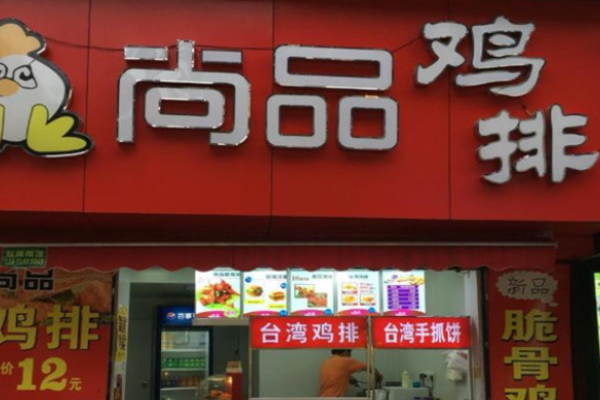 尚品鸡排
尚品
鸡排
价12元
台湾鸡排
台湾手抓饼
新品
脆骨鸡